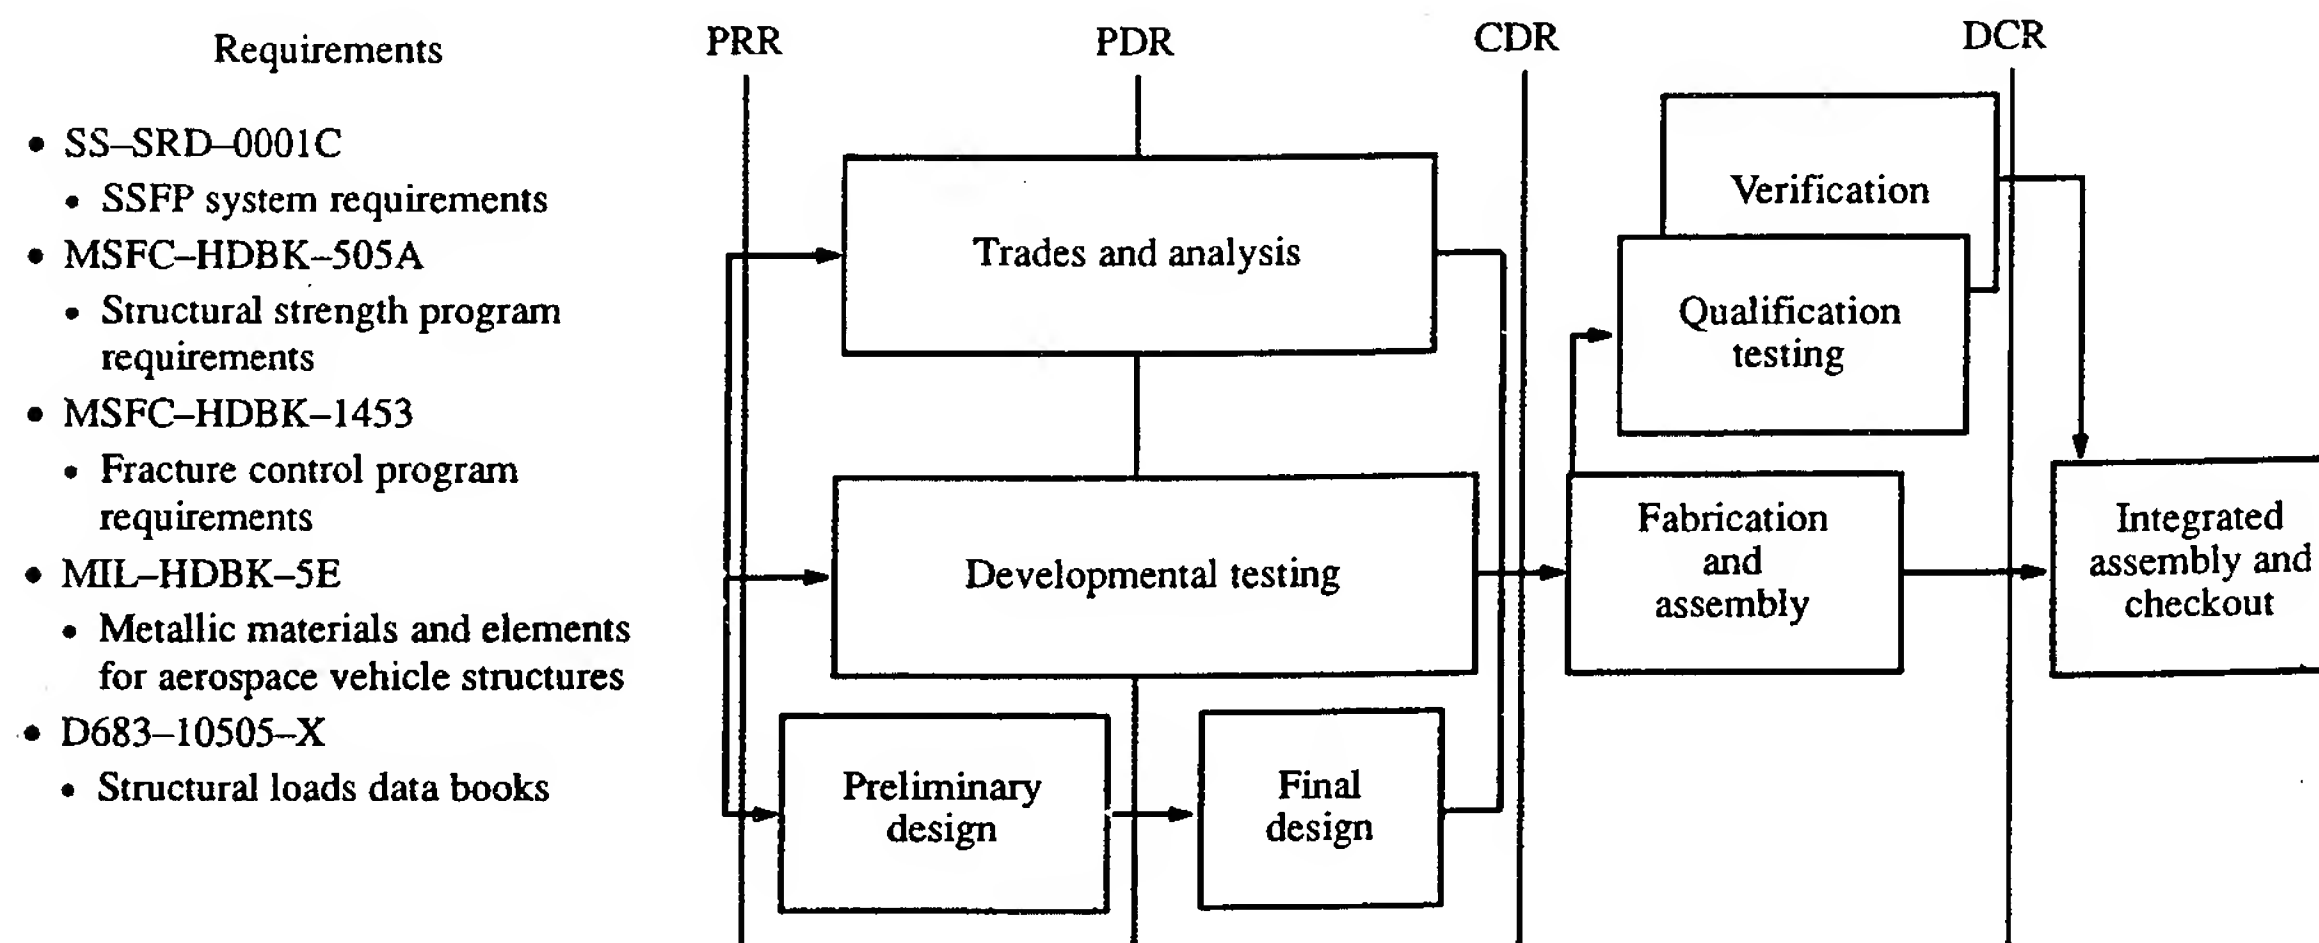 Requirements
• SS–SRD–0001C
• SSFP system requirements
• MSFC–HDBK–505A
• Structural strength program
requirements
• MSFC–HDBK–1453
• Fracture control program
requirements
• MIL–HDBK–5E
• Metallic materials and elements
for aerospace vehicle structures
• D683–10505–X
• Structural loads data books
PRR
PDR
CDR
DCR
Trades and analysis
Developmental testing
Preliminary
design
Final
design
Verification
Qualification
testing
Fabrication
and
assembly
Integrated
assembly and
checkout